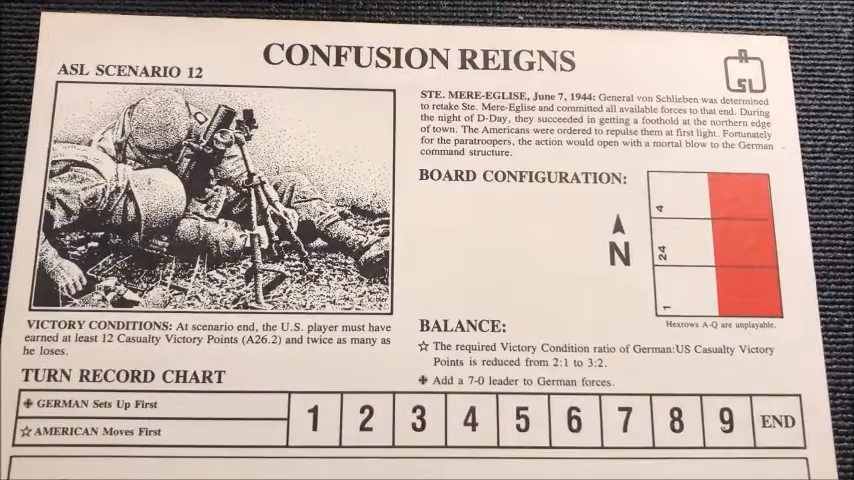 CONFUSION REIGNS
ASL SCENARIO 12
STE. MERE-EGLISE, June 7, 1944: General von Schlieben was determined
to retake Ste. Mere-Eglise and committed all available forces to that end. During
the night of D-Day, they succeeded in getting a foothold at the northern edge
of town. The Americans were ordered to repulse them at first light. Fortunately
for the paratroopers, the action would open with a mortal blow to the German
command structure.
BOARD CONFIGURATION:
4
24
1
N
Hexrows A-Q are unplayable.
VICTORY CONDITIONS: At scenario end, the U.S. player must have
earned at least 12 Casualty Victory Points (A26.2) and twice as many as
he loses.
BALANCE:
☆ The required Victory Condition ratio of German:US Casualty Victory
Points is reduced from 2:1 to 3:2.
✚ Add a 7-0 leader to German forces.
TURN RECORD CHART
✚ GERMAN Sets Up First
☆ AMERICAN Moves First
1 2 3 4 5 6 7 8 9 END